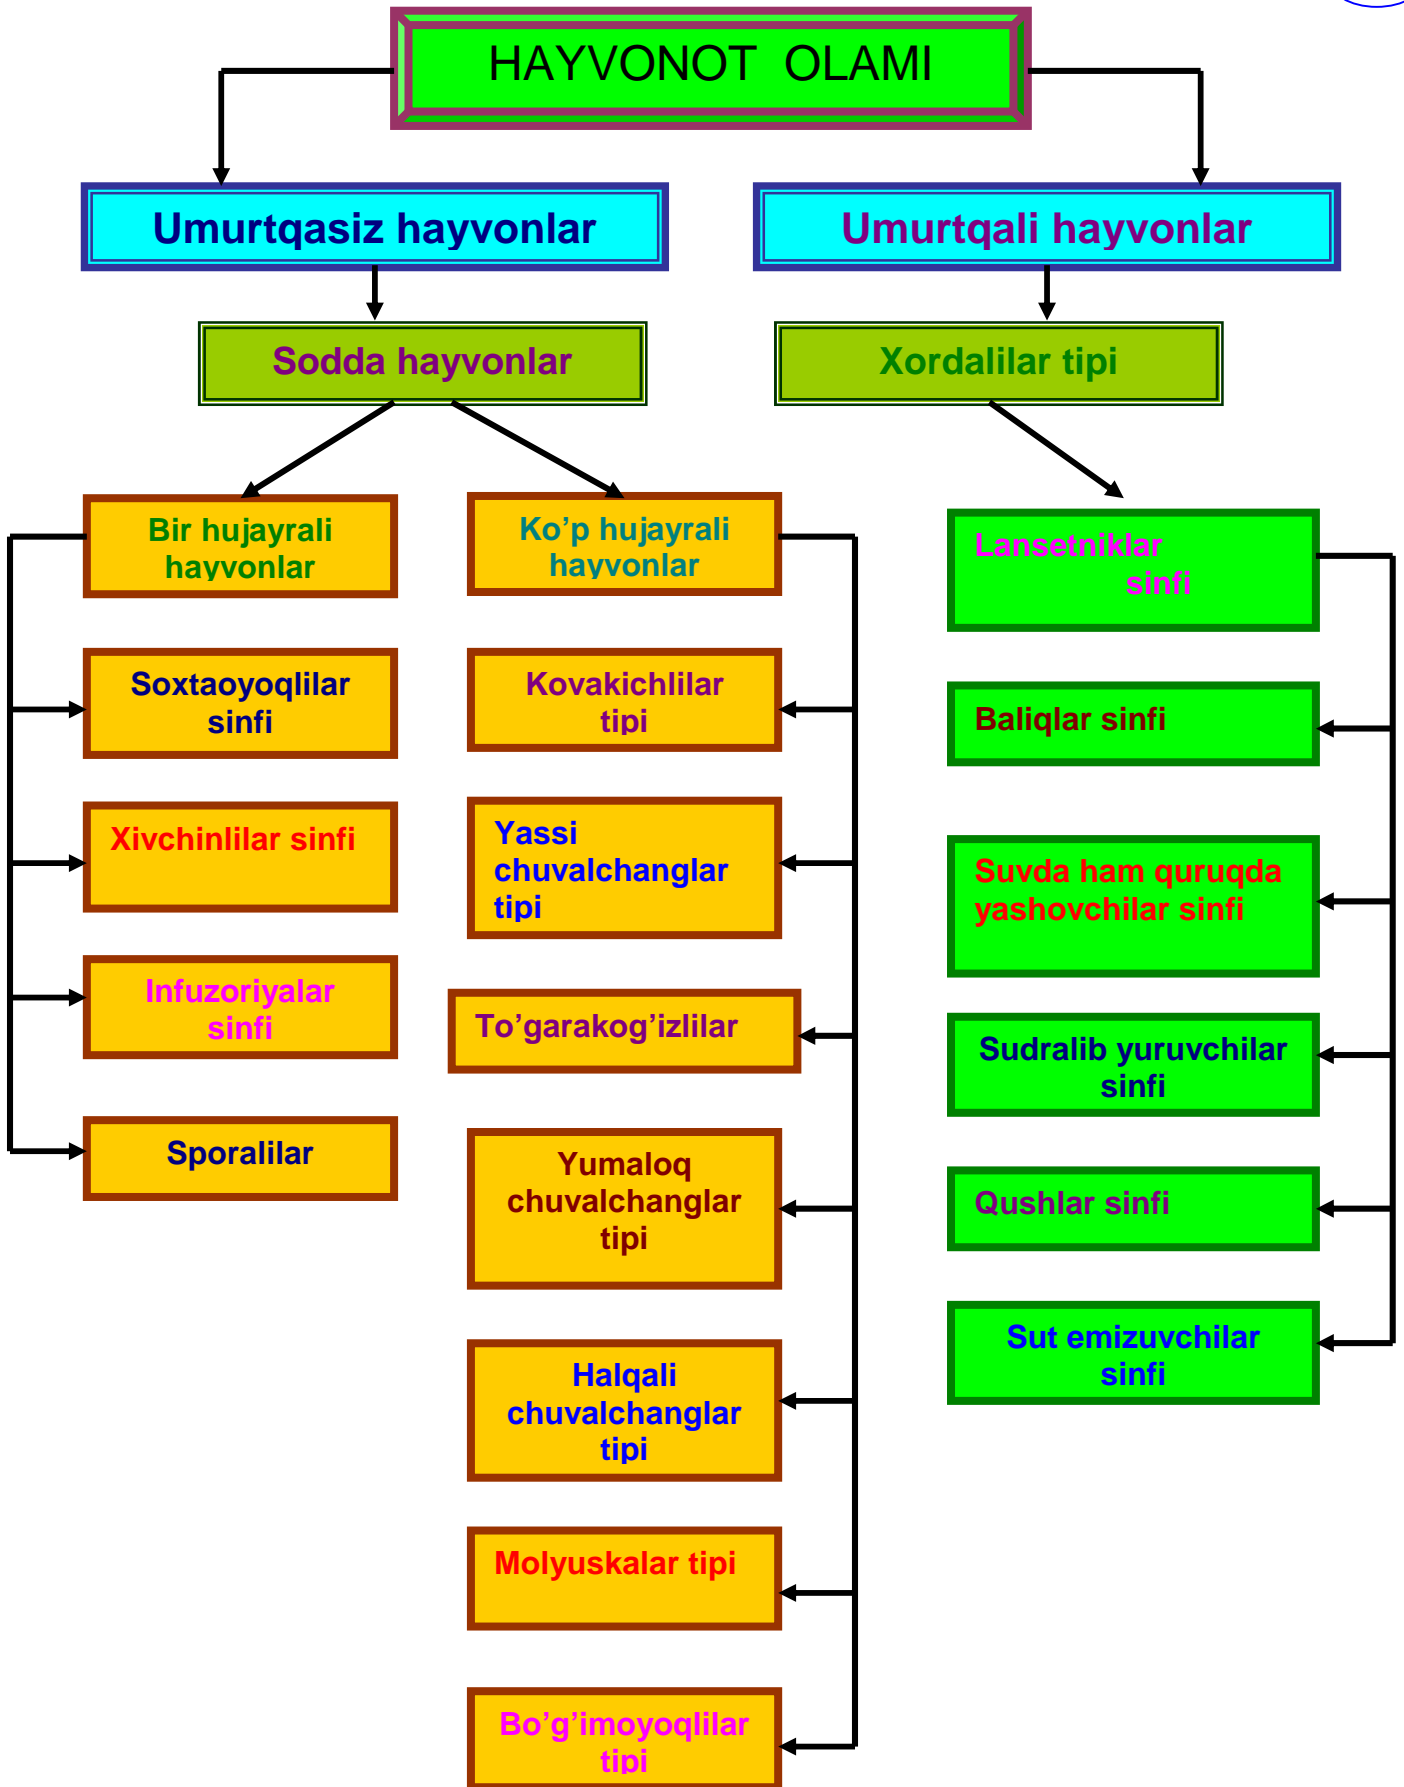 HAYVONOT OLAMI
Umurtqasiz hayvonlar
Umurtqali hayvonlar
Sodda hayvonlar
Xordalilar tipi
Bir hujayrali
hayvonlar
Soxtaoyoqlilar
sinfi
Xivchinlilar sinfi
Infuzoriyalar
sinfi
Sporalilar
Ko’p hujayrali
hayvonlar
Kovakichlilar
tipi
Yassi
chuvalchanglar
tipi
To’garakog’izlilar
Yumaloq
chuvalchanglar
tipi
Halqali
chuvalchanglar
tipi
Molyuskalar tipi
Bo’g’imoyoqlilar
tipi
Lansetniklar
sinfi
Baliqlar sinfi
Suvda ham quruqda
yashovchilar sinfi
Sudralib yuruvchilar
sinfi
Qushlar sinfi
Sut emizuvchilar
sinfi